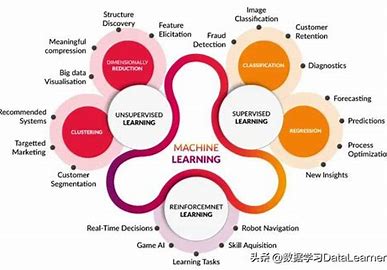 Structure
Discovery
Feature
Elicitation
Meaningful
compression
Big data
Visualisation
DIMENSIONALLY
REDUCTION
Recommended
Systems
Targetted
Marketing
Customer
Segmentation
CLUSTERING
UNSUPERVISED
LEARNING
Image
Classification
Fraud
Detection
Customer
Retention
Diagnostics
CLASSIFICATION
SUPERVISED
LEARNING
Forecasting
Predictions
Process
Optimization
New Insights
REGRESSION
MACHINE
LEARNING
REINFORCEMNET
LEARNING
Real-Time Decisions
Game AI
Learning Tasks
Robot Navigation
Skill Aquisition
头条 @数据学习DataLearner